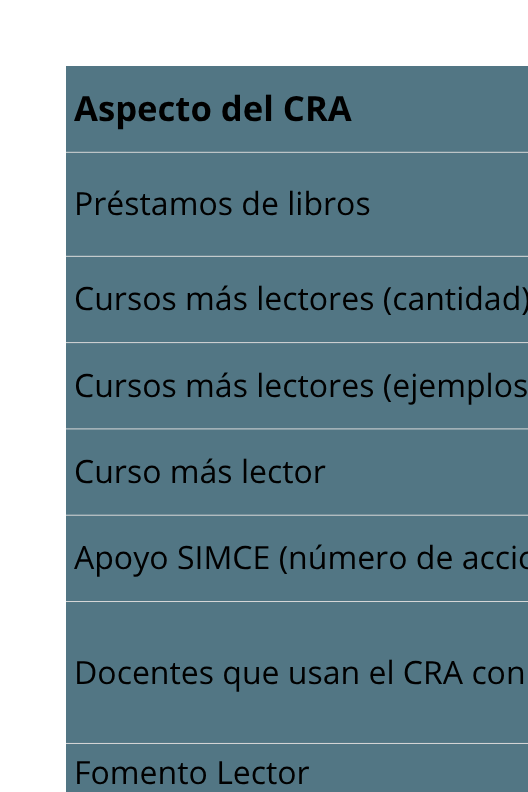 Aspecto del CRA
Préstamos de libros
Cursos más lectores (cantidad)
Cursos más lectores (ejemplos
Curso más lector
Apoyo SIMCE (número de
Docentes que usan el CRA con
Fomento Lector